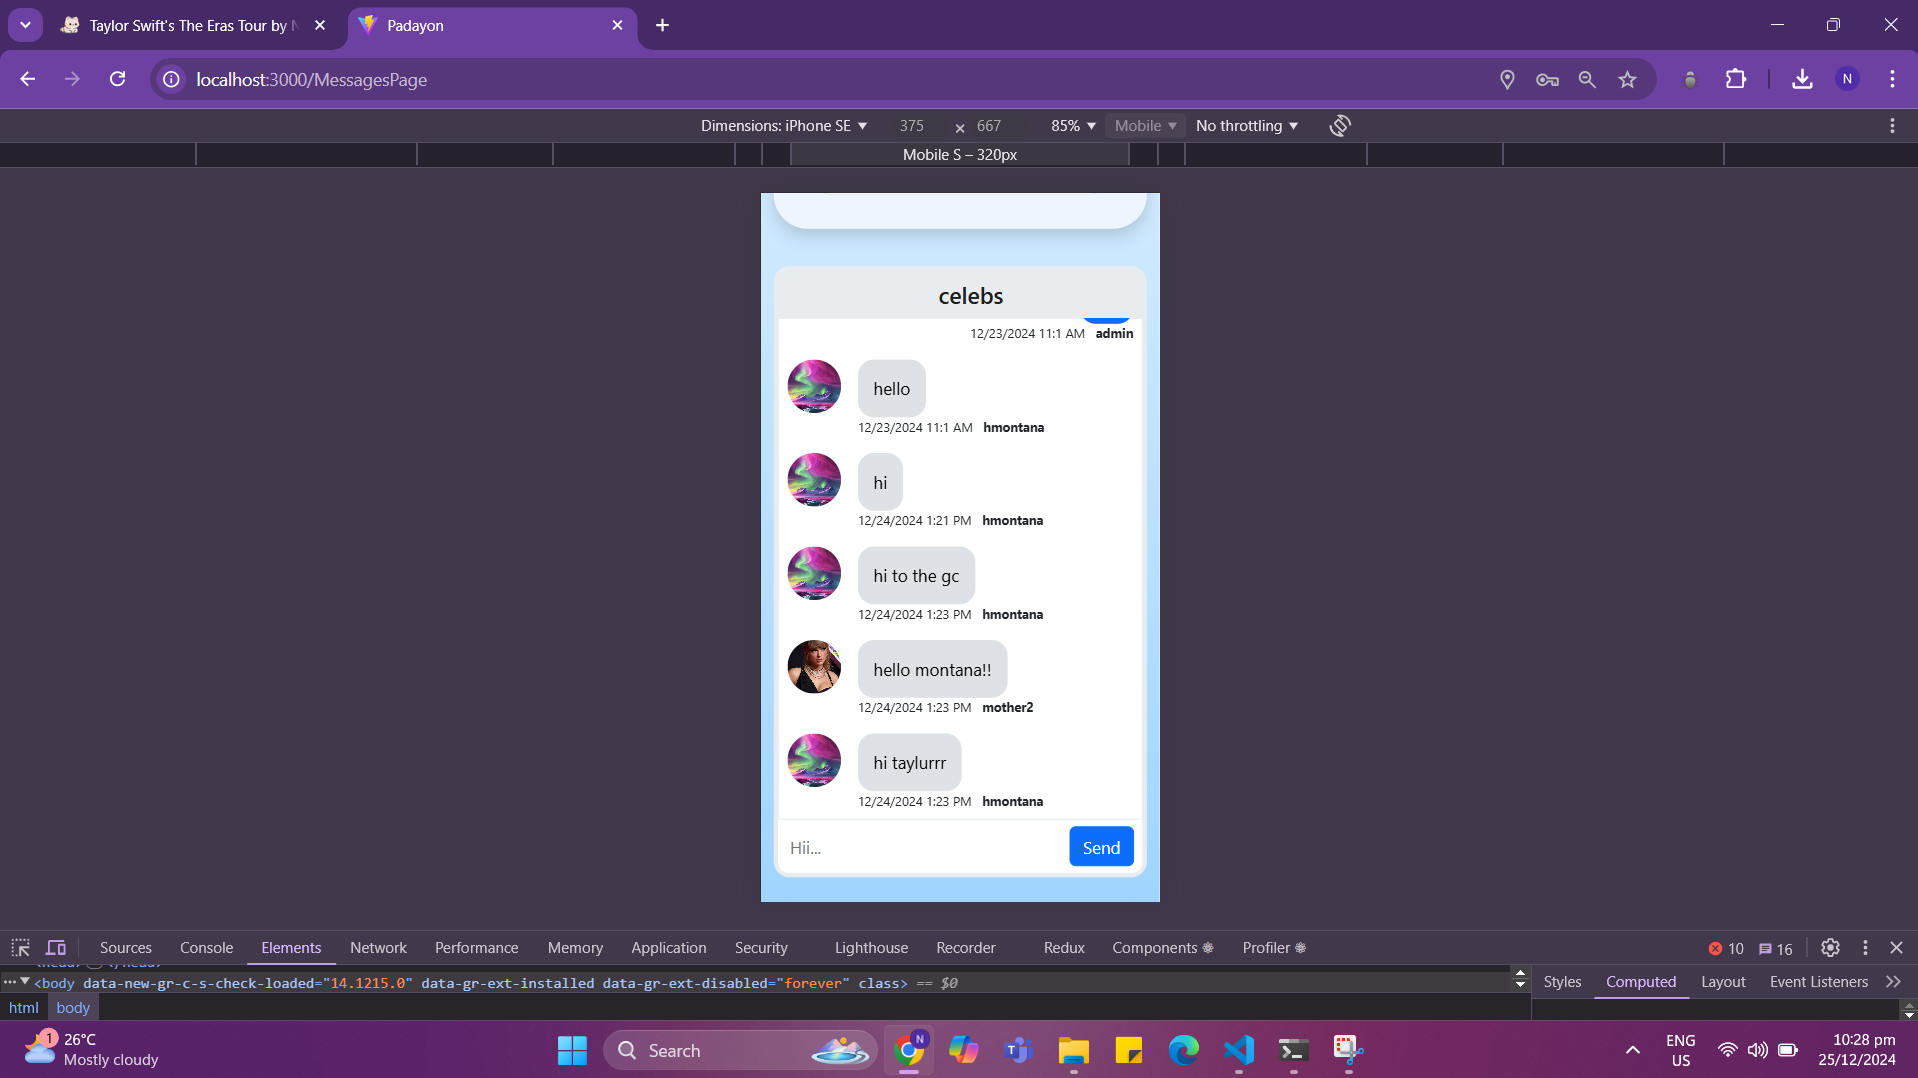 Taylor Swift's The Eras Tour by
Padayon
localhost:3000/MessagesPage
N
Dimensions: iPhone SE
375 × 667
85%
Mobile
No throttling
Mobile S – 320px
celebs
12/23/2024 11:1 AM admin
hello
12/23/2024 11:1 AM hmontana
hi
12/24/2024 1:21 PM hmontana
hi to the gc
12/24/2024 1:23 PM hmontana
hello montana!!
12/24/2024 1:23 PM mother2
hi taylurrr
12/24/2024 1:23 PM hmontana
Hii...
Send
Sources Console Elements Network Performance Memory Application Security Lighthouse Recorder Redux Components Profiler 10 16
<body data-new-gr-c-s-check-loaded="14.1215.0" data-gr-ext-installed data-gr-ext-disabled="forever" class> == $0
Styles Computed Layout Event Listeners
html body
1
26°C
Mostly cloudy
Search
N
ENG
US
10:28 pm
25/12/2024